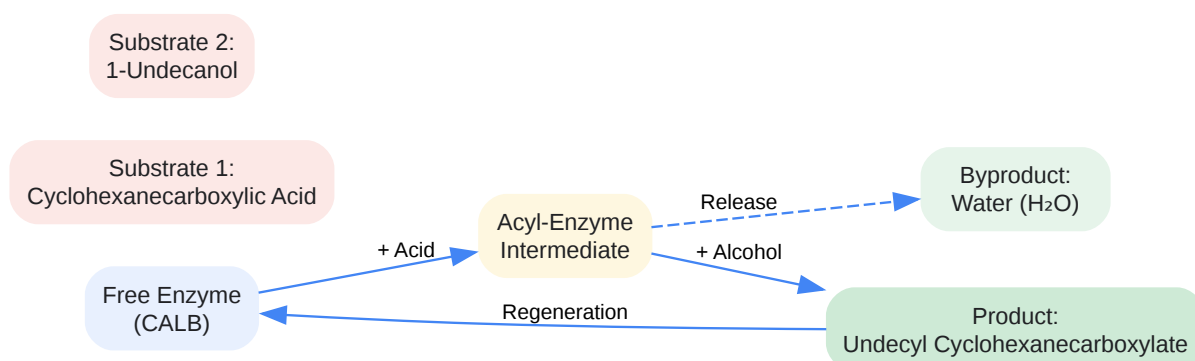 Substrate 2:
1-Undecanol
Substrate 1:
Cyclohexanecarboxylic Acid
Free Enzyme
(CALB)
+ Acid
Acyl-Enzyme
Intermediate
Release
+ Alcohol
Regeneration
Byproduct:
Water (H₂O)
Product:
Undecyl Cyclohexanecarboxylate